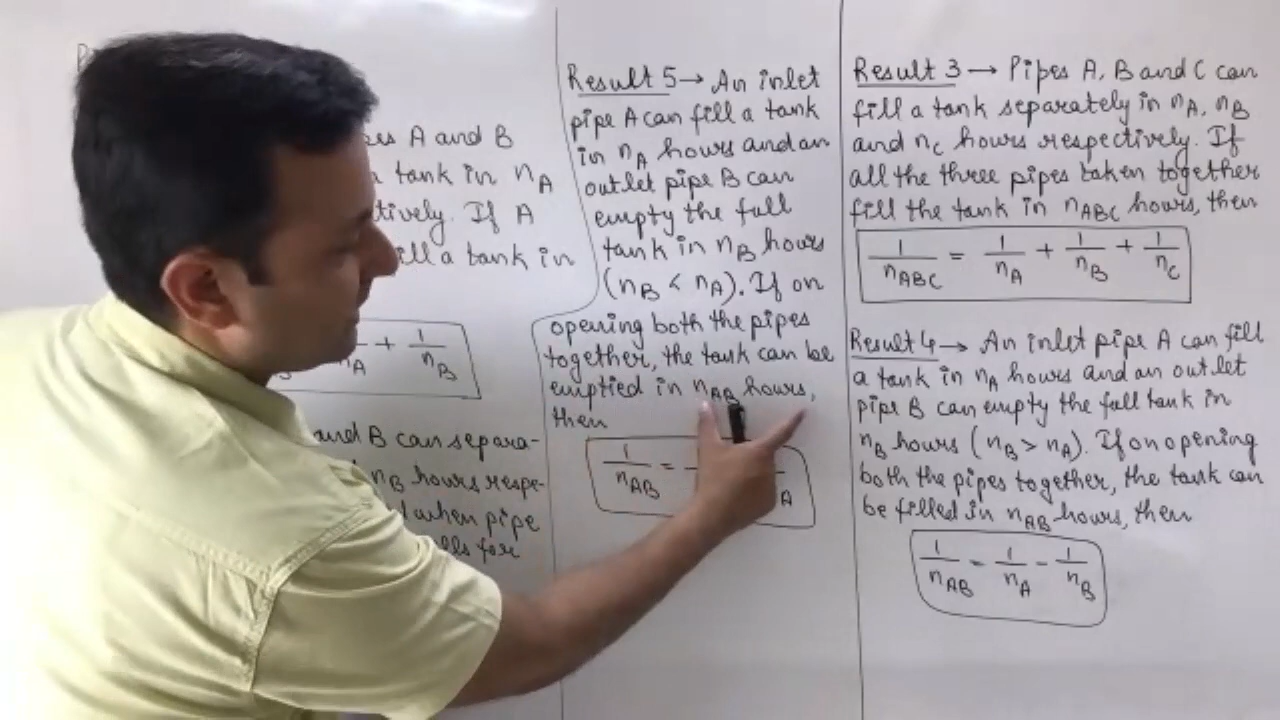 es A and B
tank in nA
tively. If A
ill a tank in
nA + 1/nB
and B can separa-
nB hours respe-
when pipe
lls for
Result 5 → An inlet
pipe A can fill a tank
in nA hours and an
outlet pipe B can
empty the full
tank in nB hours
(nB < nA). If on
opening both the pipes
together, the tank can be
emptied in nAB hours,
then
1/nAB =
A
Result 3 → Pipes A, B and C can
fill a tank separately in nA, nB
and nC hours respectively. If
all the three pipes taken together
fill the tank in nABC hours, then
1/nABC = 1/nA + 1/nB + 1/nC
Result 4 → An inlet pipe A can fill
a tank in nA hours and an outlet
pipe B can empty the full tank in
nB hours (nB > nA). If on opening
both the pipes together, the tank can
be filled in nAB hours, then
1/nAB = 1/nA - 1/nB